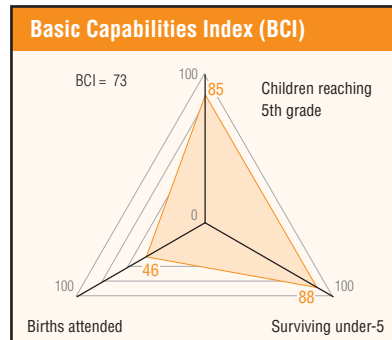 Basic Capabilities Index (BCI)
BCI = 73
100
Children reaching
5th grade
85
0
46
100
88
100
Births attended
Surviving under-5